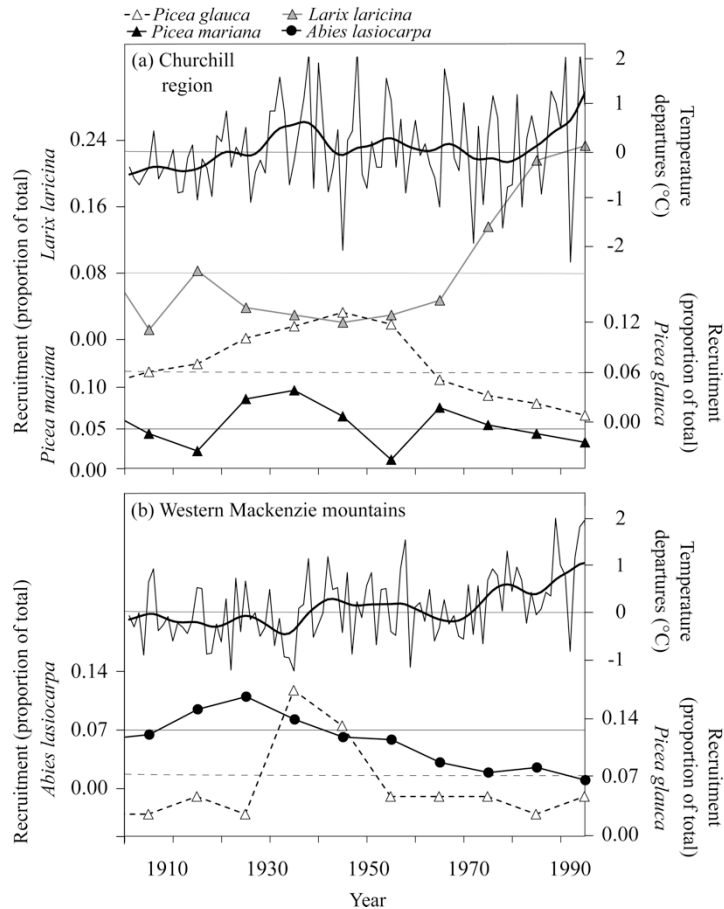 Picea glauca Larix laricina
Picea mariana Abies lasiocarpa
(a) Churchill
region
2
1
0
-1
-2
Temperature
departures (°C)
0.24
0.16
0.08
0.00
0.10
0.05
0.00
Recruitment (proportion of total)
Picea mariana Larix laricina
0.12
0.06
0.00
Recruitment
(proportion of total)
Picea glauca
(b) Western Mackenzie mountains
2
1
0
-1
Temperature
departures (°C)
0.14
0.07
0.00
Recruitment (proportion of total)
Abies lasiocarpa
0.14
0.07
0.00
Recruitment
(proportion of total)
Picea glauca
1910 1930 1950 1970 1990
Year